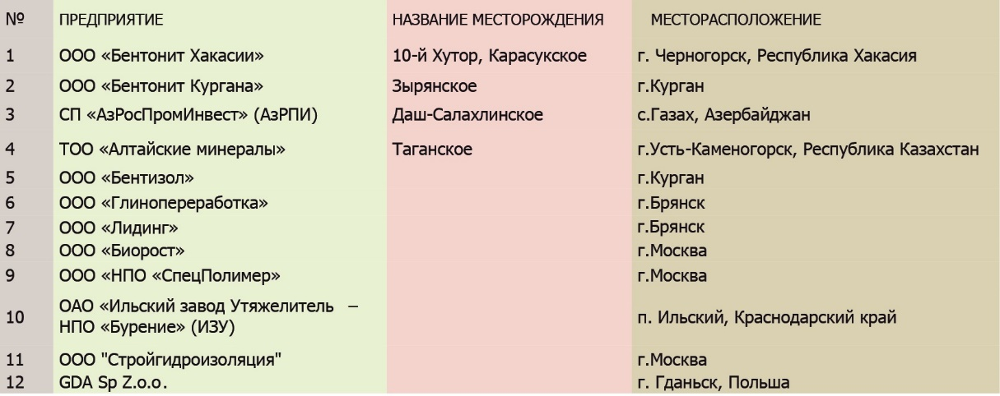 № ПРЕДПРИЯТИЕ НАЗВАНИЕ МЕСТОРОЖДЕНИЯ МЕСТОРАСПОЛОЖЕНИЕ
1 ООО «Бентонит Хакасии» 10-й Хутор, Карасукское г. Черногорск, Республика Хакасия
2 ООО «Бентонит Кургана» Зырянское г.Курган
3 СП «АзРосПромИнвест» (АзРПИ) Даш-Салахлинское с.Газах, Азербайджан
4 ТОО «Алтайские минералы» Таганское г.Усть-Каменогорск, Республика Казахстан
5 ООО «Бентизол» г.Курган
6 ООО «Глинопереработка» г.Брянск
7 ООО «Лидинг» г.Брянск
8 ООО «Биорост» г.Москва
9 ООО «НПО «СпецПолимер» г.Москва
10 ОАО «Ильский завод Утяжелитель –
НПО «Бурение» (ИЗУ) п. Ильский, Краснодарский край
11 ООО "Стройгидроизоляция" г.Москва
12 GDA Sp Z.o.o. г. Гданьск, Польша